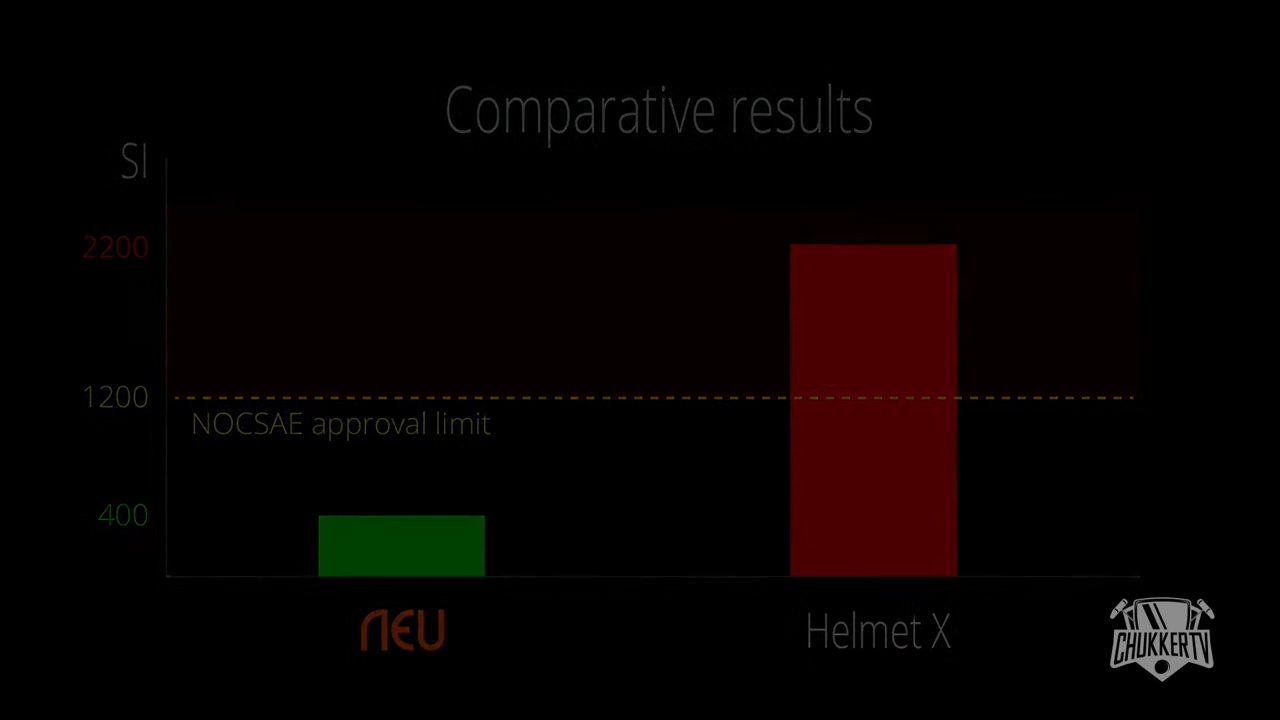 Comparative results
SI
2200
1200
NOCSAE approval limit
400
NEU
Helmet X
CHUKKERTV